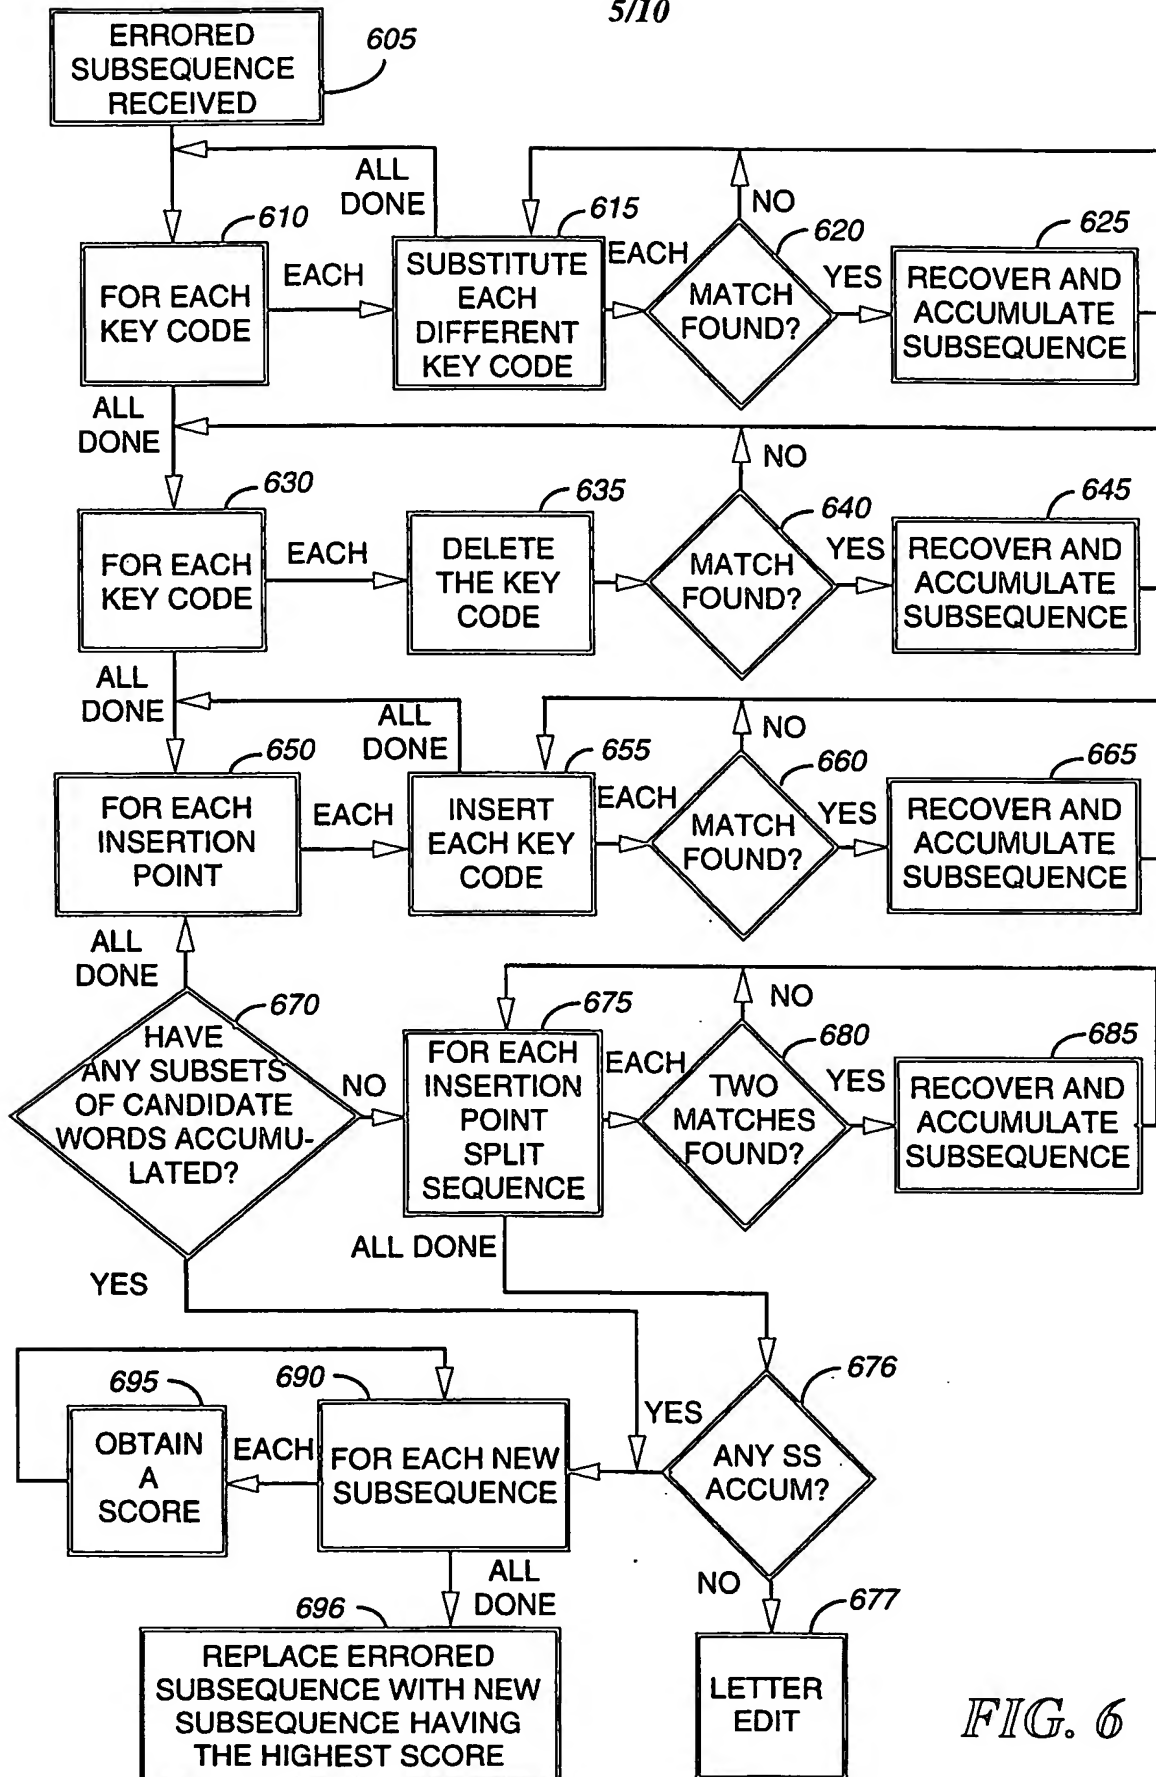 5/10
ERRORED
SUBSEQUENCE
RECEIVED
605
ALL
DONE
NO
610
615
620
625
FOR EACH
KEY CODE
EACH
SUBSTITUTE
EACH
DIFFERENT
KEY CODE
EACH
MATCH
FOUND?
YES
RECOVER AND
ACCUMULATE
SUBSEQUENCE
ALL
DONE
NO
630
635
640
645
FOR EACH
KEY CODE
EACH
DELETE
THE KEY
CODE
MATCH
FOUND?
YES
RECOVER AND
ACCUMULATE
SUBSEQUENCE
ALL
DONE
ALL
DONE
NO
650
655
660
665
FOR EACH
INSERTION
POINT
EACH
INSERT
EACH KEY
CODE
EACH
MATCH
FOUND?
YES
RECOVER AND
ACCUMULATE
SUBSEQUENCE
ALL
DONE
NO
670
675
680
685
HAVE
ANY SUBSETS
OF CANDIDATE
WORDS ACCUMU-
LATED?
NO
FOR EACH
INSERTION
POINT
SPLIT
SEQUENCE
EACH
TWO
MATCHES
FOUND?
YES
RECOVER AND
ACCUMULATE
SUBSEQUENCE
ALL DONE
YES
676
695
690
YES
OBTAIN
A
SCORE
EACH
FOR EACH NEW
SUBSEQUENCE
ANY SS
ACCUM?
ALL
DONE
NO
696
677
REPLACE ERRORED
SUBSEQUENCE WITH NEW
SUBSEQUENCE HAVING
THE HIGHEST SCORE
LETTER
EDIT
FIG. 6